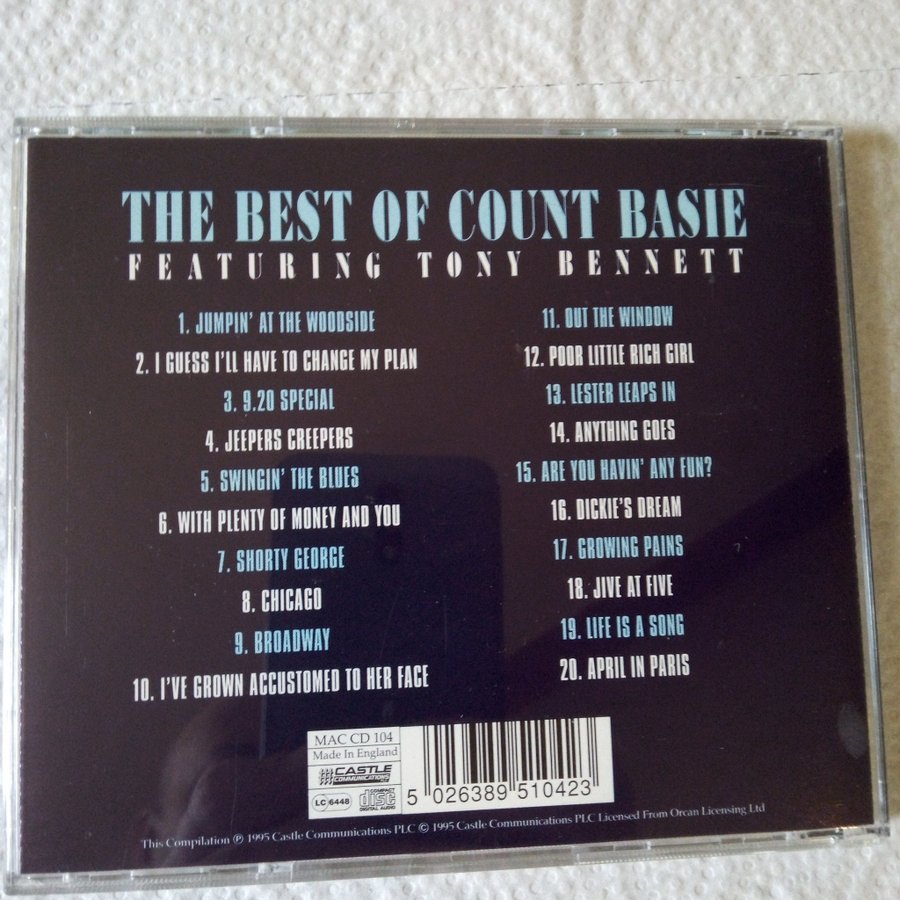 THE BEST OF COUNT BASIE
FEATURING TONY BENNETT
1. JUMPIN' AT THE WOODSIDE
2. I GUESS I'LL HAVE TO CHANGE MY PLAN
3. 9.20 SPECIAL
4. JEEPERS CREEPERS
5. SWINGIN' THE BLUES
6. WITH PLENTY OF MONEY AND YOU
7. SHORTY GEORGE
8. CHICAGO
9. BROADWAY
10. I'VE GROWN ACCUSTOMED TO HER FACE
11. OUT THE WINDOW
12. POOR LITTLE RICH GIRL
13. LESTER LEAPS IN
14. ANYTHING GOES
15. ARE YOU HAVIN' ANY FUN?
16. DICKIE'S DREAM
17. GROWING PAINS
18. JIVE AT FIVE
19. LIFE IS A SONG
20. APRIL IN PARIS
MAC CD 104
Made In England
CASTLE
COMMUNICATIONS
LC 6448
COMPACT
disc
DIGITAL AUDIO
5 026389 510423
This Compilation ℗ 1995 Castle Communications PLC © 1995 Castle Communications PLC Licensed From Orcan Licensing Ltd